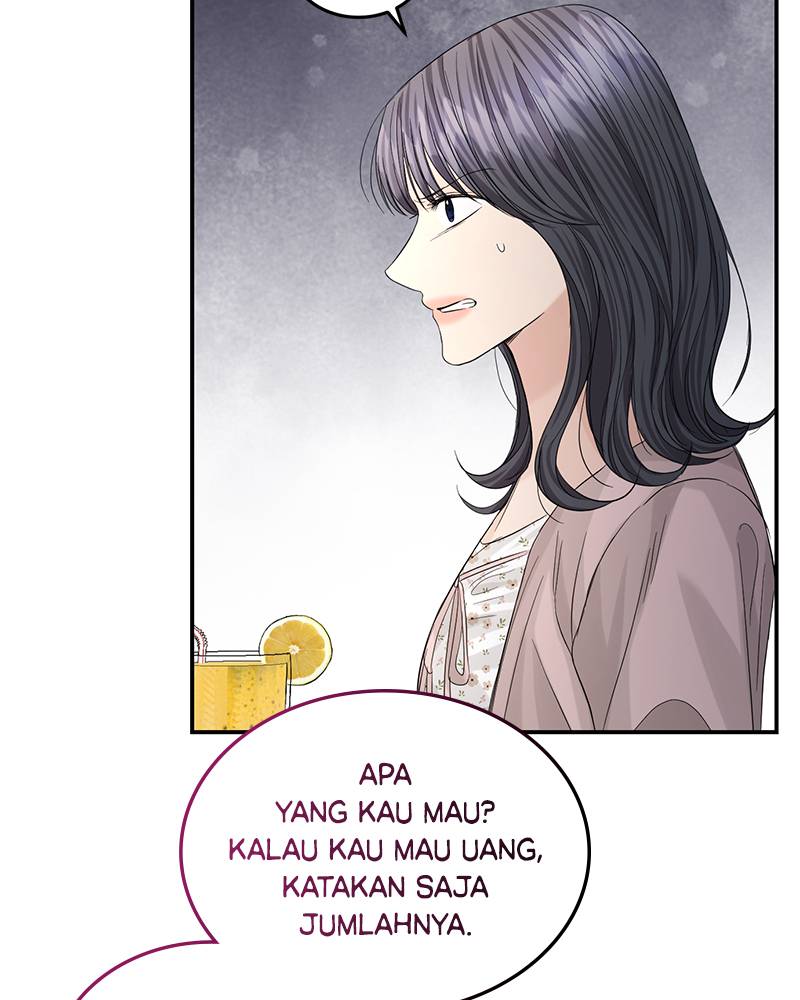 APA
YANG KAU MAU?
KALAU KAU MAU UANG,
KATAKAN SAJA
JUMLAHNYA.